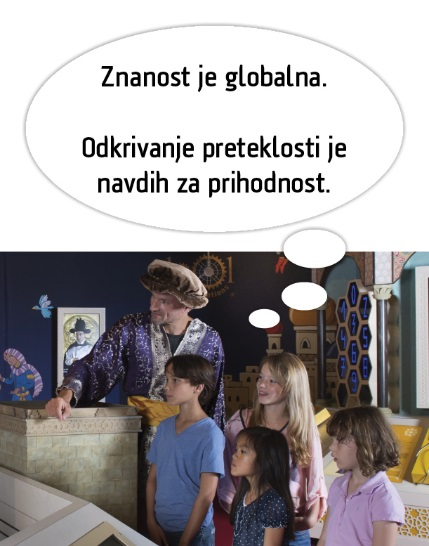 Znanost je globalna.
Odkrivanje preteklosti je
navdih za prihodnost.